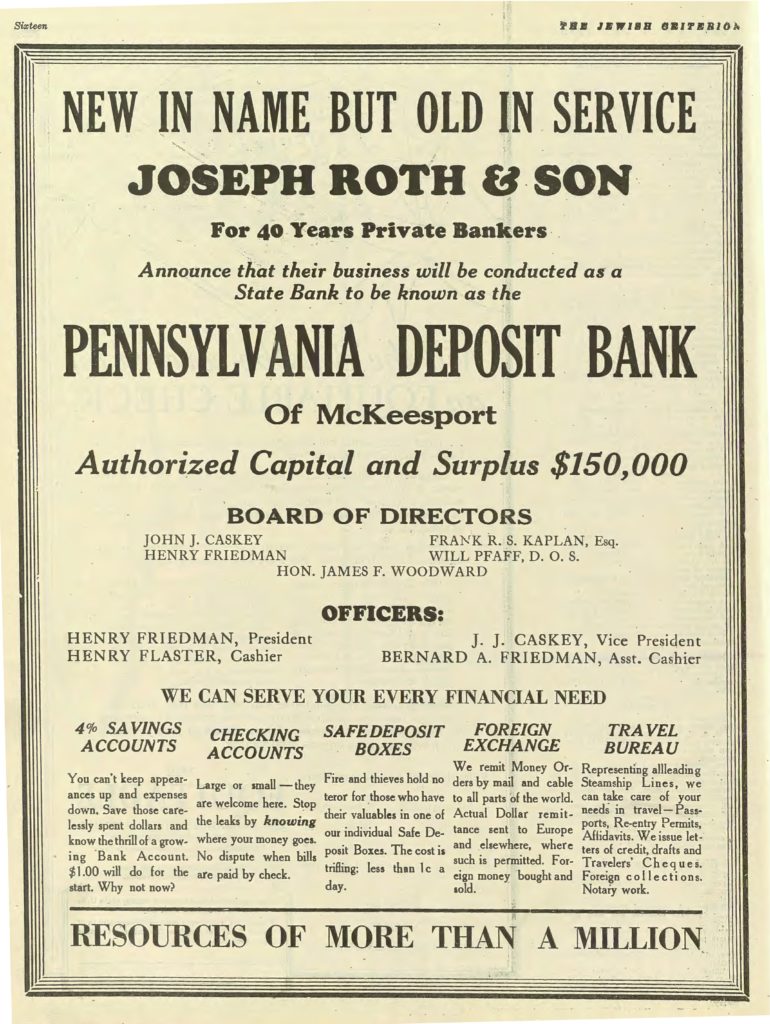 Sixteen
THE JEWISH CRITERION
NEW IN NAME BUT OLD IN SERVICE
JOSEPH ROTH & SON
For 40 Years Private Bankers
Announce that their business will be conducted as a
State Bank to be known as the
PENNSYLVANIA DEPOSIT BANK
Of McKeesport
Authorized Capital and Surplus $150,000
BOARD OF DIRECTORS
JOHN J. CASKEY
FRANK R. S. KAPLAN, Esq.
HENRY FRIEDMAN
WILL PFAFF, D. O. S.
HON. JAMES F. WOODWARD
OFFICERS:
HENRY FRIEDMAN, President
J. J. CASKEY, Vice President
HENRY FLASTER, Cashier
BERNARD A. FRIEDMAN, Asst. Cashier
WE CAN SERVE YOUR EVERY FINANCIAL NEED
4% SAVINGS
ACCOUNTS
You can't keep appear-
ances up and expenses
down. Save those care-
lessly spent dollars and
know the thrill of a grow-
ing Bank Account.
$1.00 will do for the
start. Why not now?
CHECKING
ACCOUNTS
Large or small—they
are welcome here. Stop
the leaks by knowing
where your money goes.
No dispute when bills
are paid by check.
SAFE DEPOSIT
BOXES
Fire and thieves hold no
teror for those who have
their valuables in one of
our individual Safe De-
posit Boxes. The cost is
trifling; less than 1c a
day.
FOREIGN
EXCHANGE
We remit Money Or-
ders by mail and cable
to all parts of the world.
Actual Dollar remit-
tance sent to Europe
and elsewhere, where
such is permitted. For-
eign money bought and
sold.
TRAVEL
BUREAU
Representing allleading
Steamship Lines, we
can take care of your
needs in travel—Pass-
ports, Re-entry Permits,
Affidavits. We issue let-
ters of credit, drafts and
Travelers' Cheques.
Foreign collections.
Notary work.
RESOURCES OF MORE THAN A MILLION